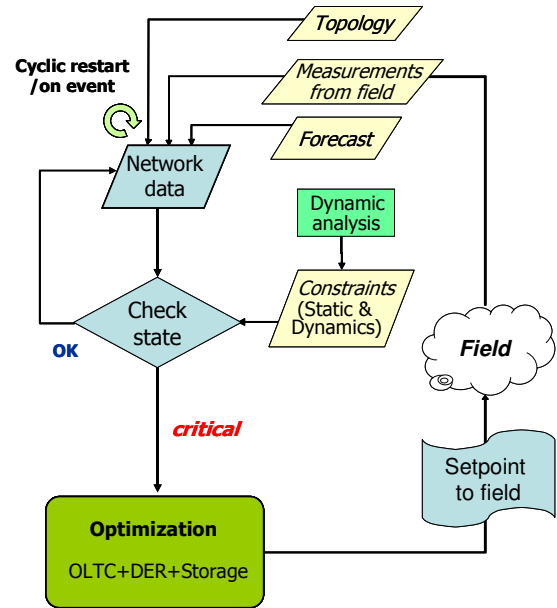 Topology
Cyclic restart
/on event
Measurements
from field
Forecast
Network
data
Dynamic
analysis
Constraints
(Static &
Dynamics)
Check
state
OK
Field
critical
Setpoint
to field
Optimization
OLTC+DER+Storage